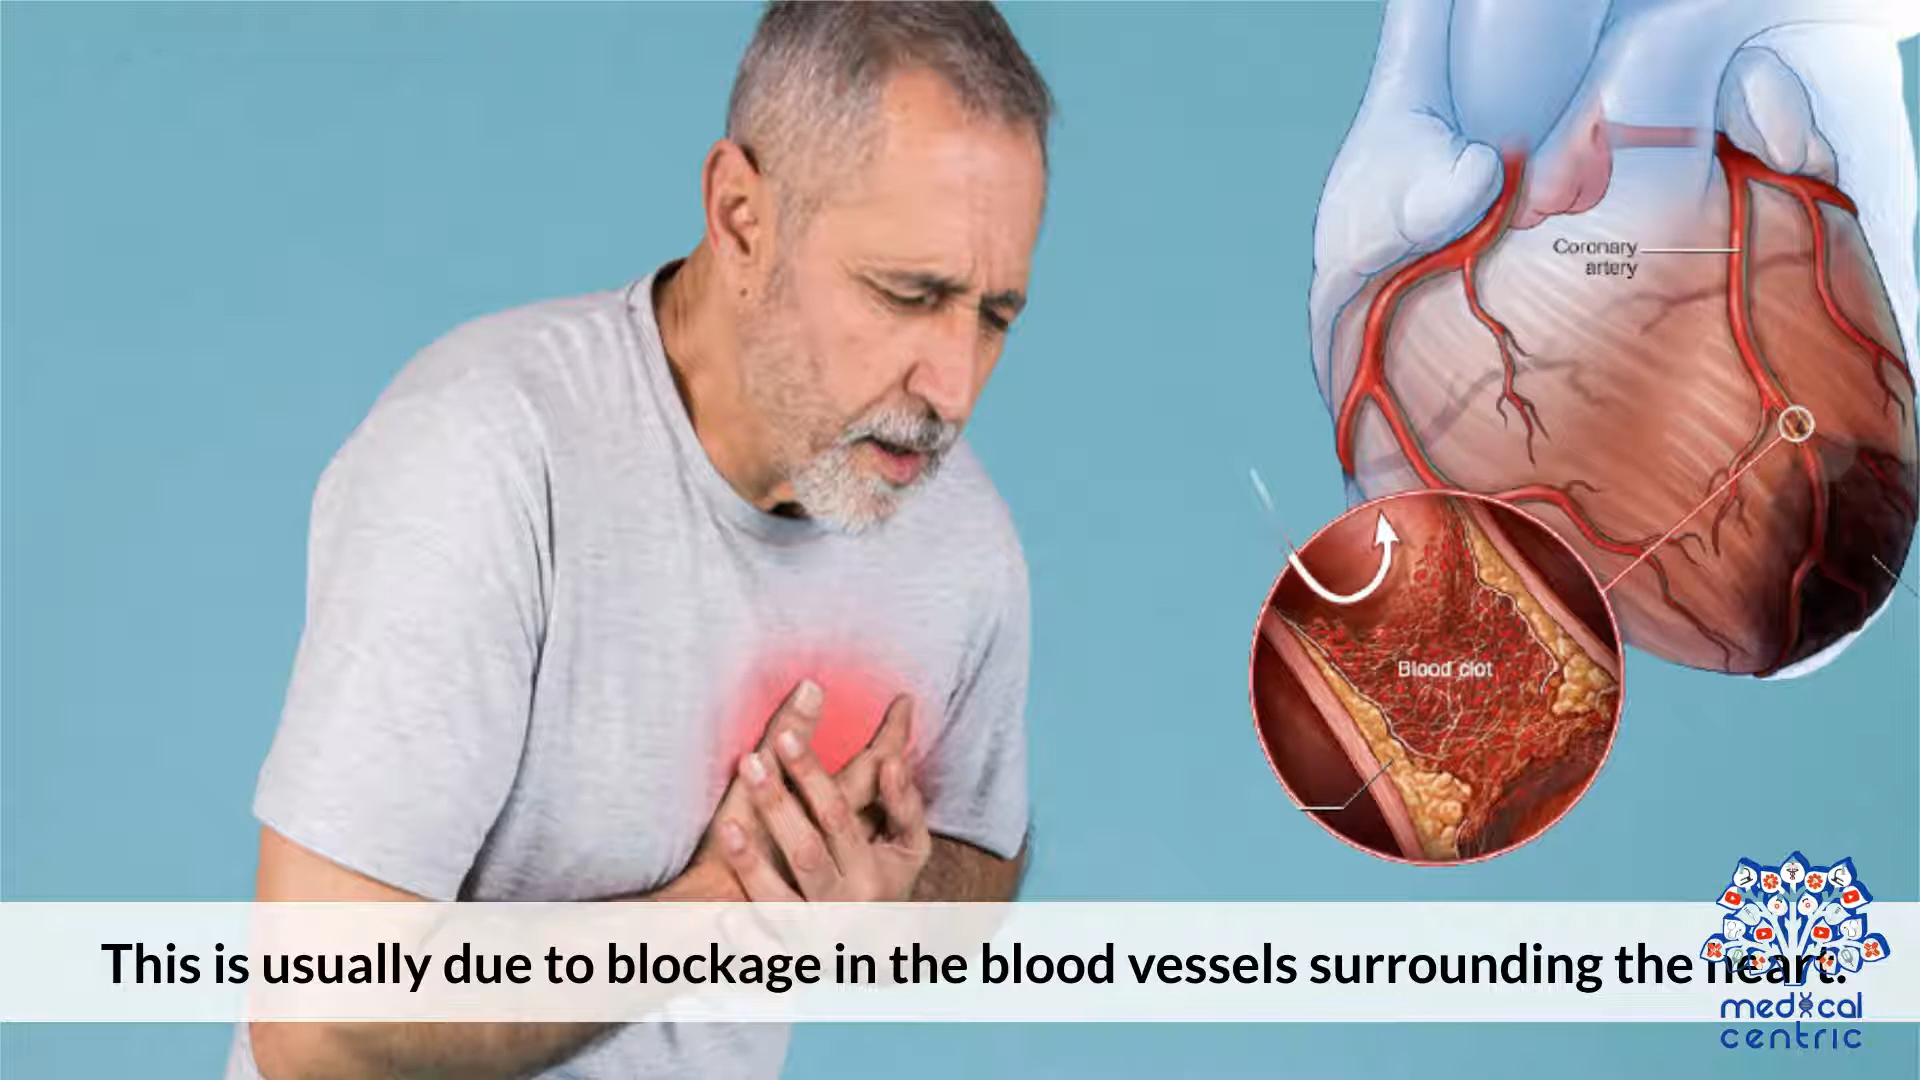 Coronary
artery
Blood clot
This is usually due to blockage in the blood vessels surrounding the heart.
medical
centric